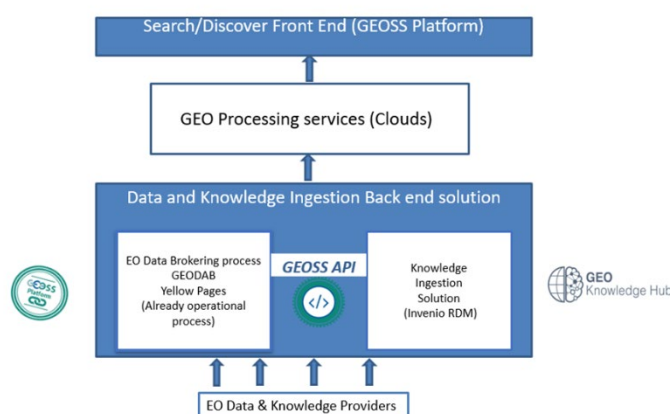 Search/Discover Front End (GEOSS Platform)
GEO Processing services (Clouds)
Data and Knowledge Ingestion Back end solution
EO Data Brokering process
GEODAB
Yellow Pages
(Already operational
process)
GEOSS API
</>
Knowledge
Ingestion
Solution
(Invenio RDM)
GEOSS
Platform
GEO
Knowledge Hub
EO Data & Knowledge Providers